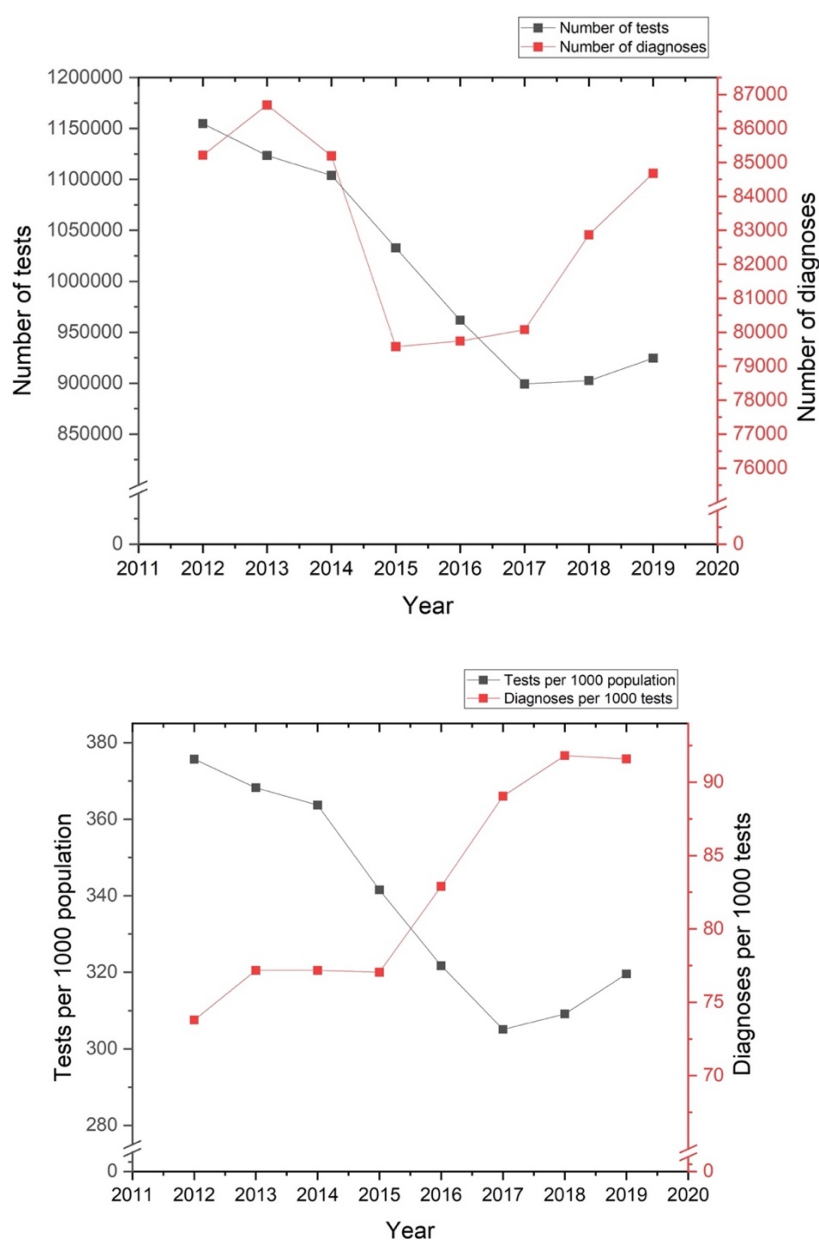 Number of tests
Number of diagnoses
1200000
1150000
1100000
1050000
1000000
950000
900000
850000
0
Number of tests
87000
86000
85000
84000
83000
82000
81000
80000
79000
78000
77000
76000
0
Number of diagnoses
2011 2012 2013 2014 2015 2016 2017 2018 2019 2020
Year
Tests per 1000 population
Diagnoses per 1000 tests
380
360
340
320
300
280
0
Tests per 1000 population
90
85
80
75
70
0
Diagnoses per 1000 tests
2011 2012 2013 2014 2015 2016 2017 2018 2019 2020
Year